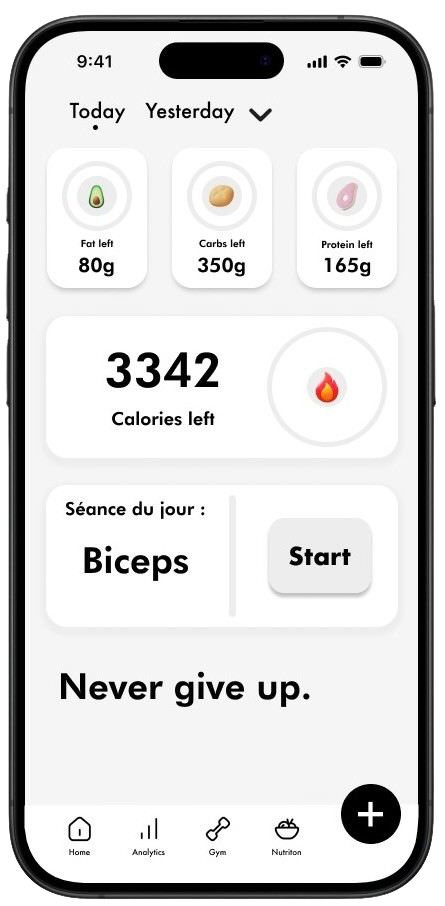 9:41
Today Yesterday
Fat left Carbs left Protein left
80g 350g 165g
3342
Calories left
Séance du jour :
Biceps
Start
Never give up.
Home Analytics Gym Nutriton